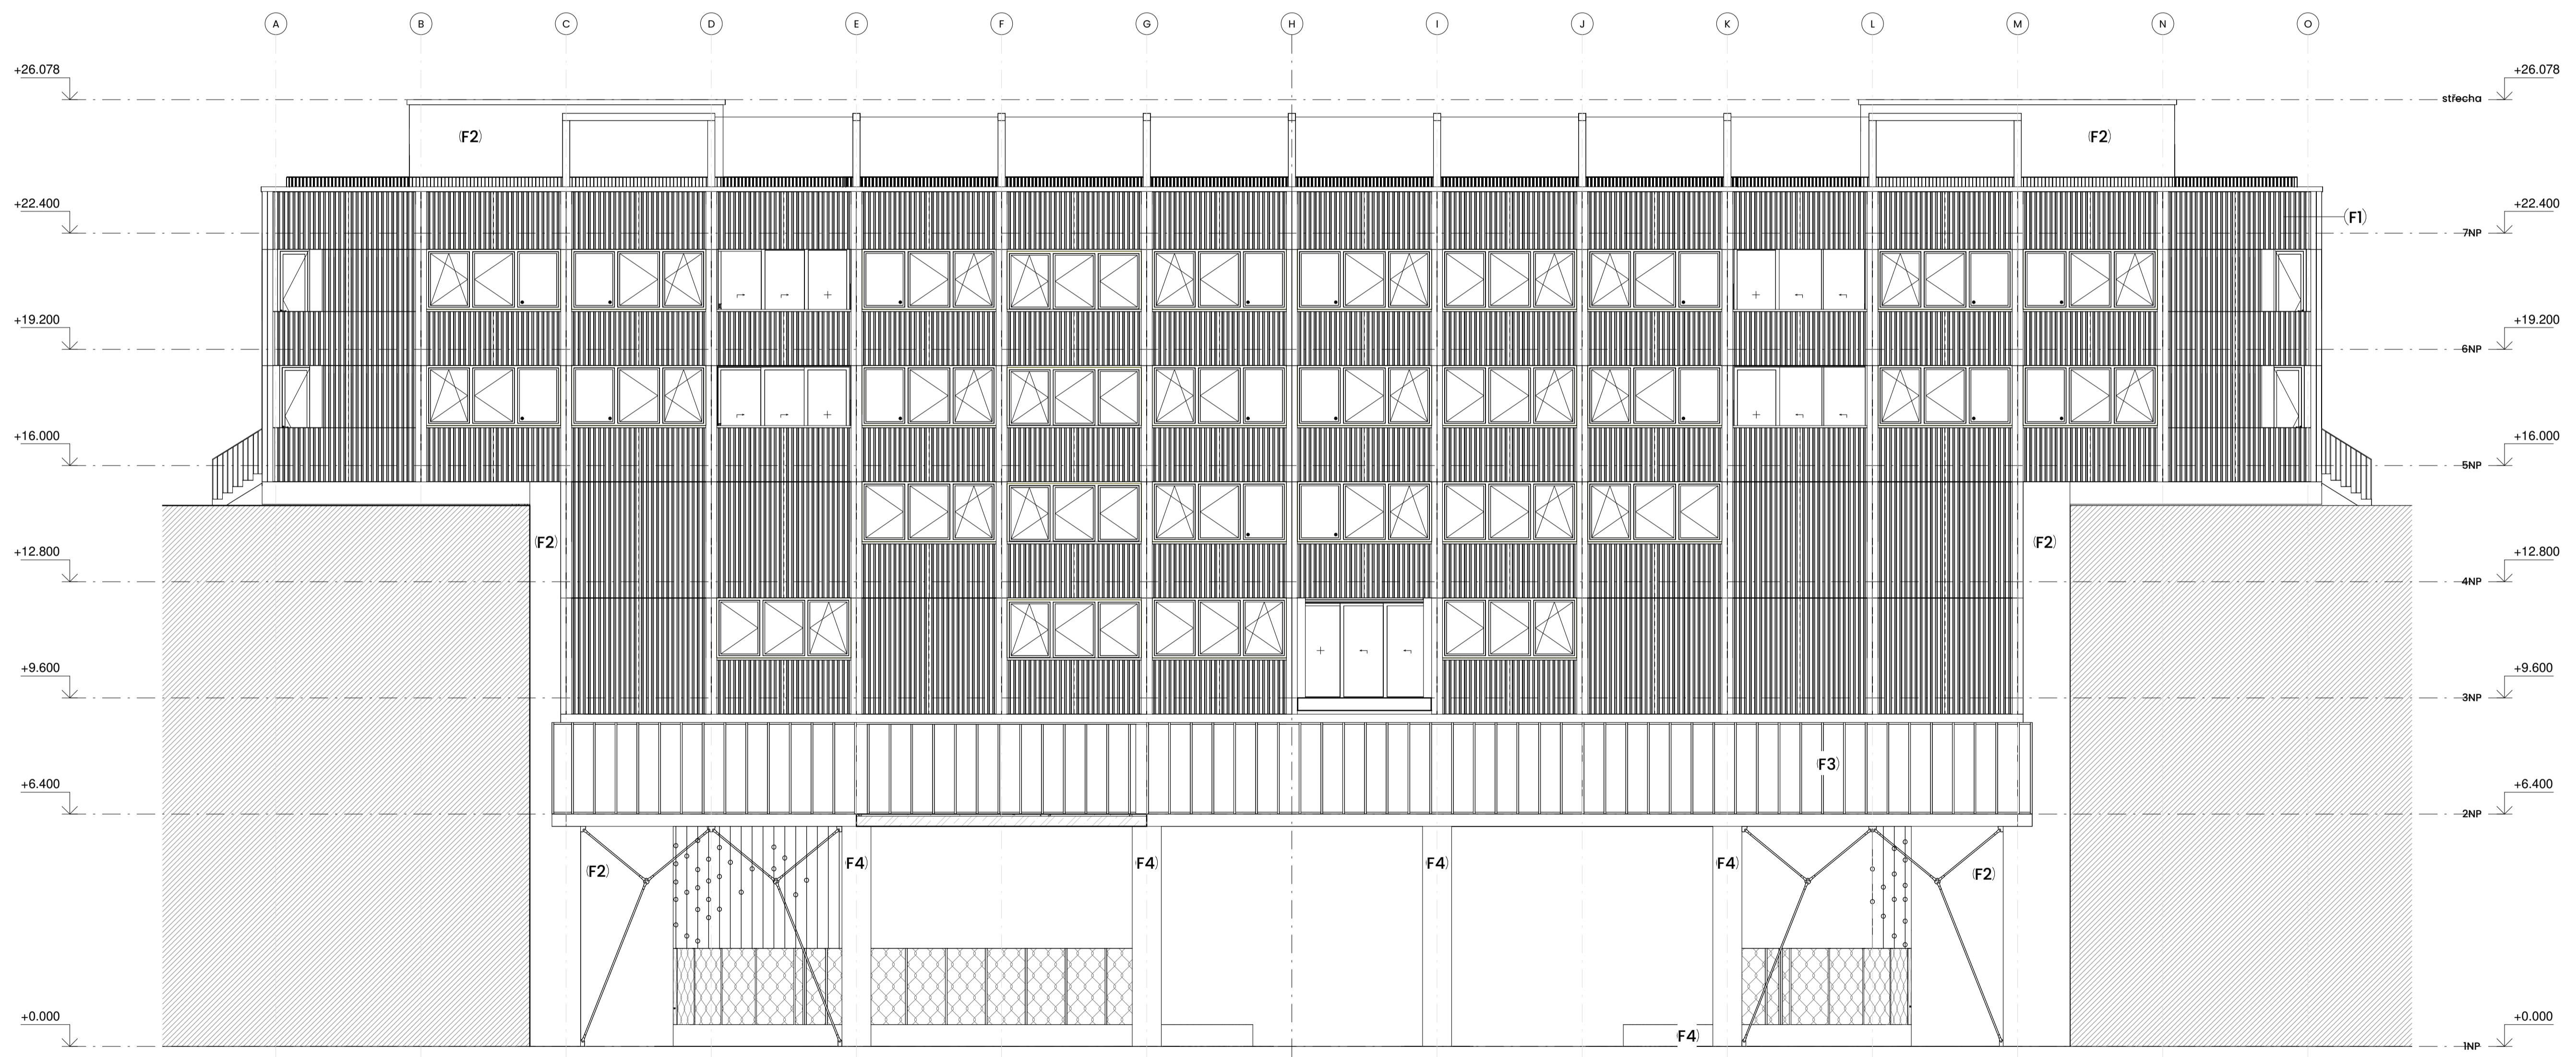 A B C D E F G H I J K L M N O
+26.078 +26.078
střecha
(F2) (F2)
+22.400 (F1) +22.400
7NP
+19.200 +19.200
6NP
+16.000 +16.000
5NP
(F2) (F2)
+12.800 +12.800
4NP
+9.600 +9.600
3NP
(F3)
+6.400 +6.400
2NP
(F2) (F4) (F4) (F4) (F4) (F2)
+0.000 (F4) +0.000
1NP